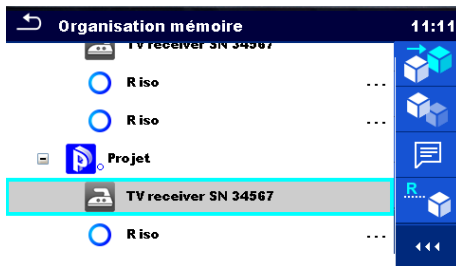 Organisation mémoire
11:11
TV receiver SN 34567
R iso
...
R iso
...
Projet
TV receiver SN 34567
R iso
...
R